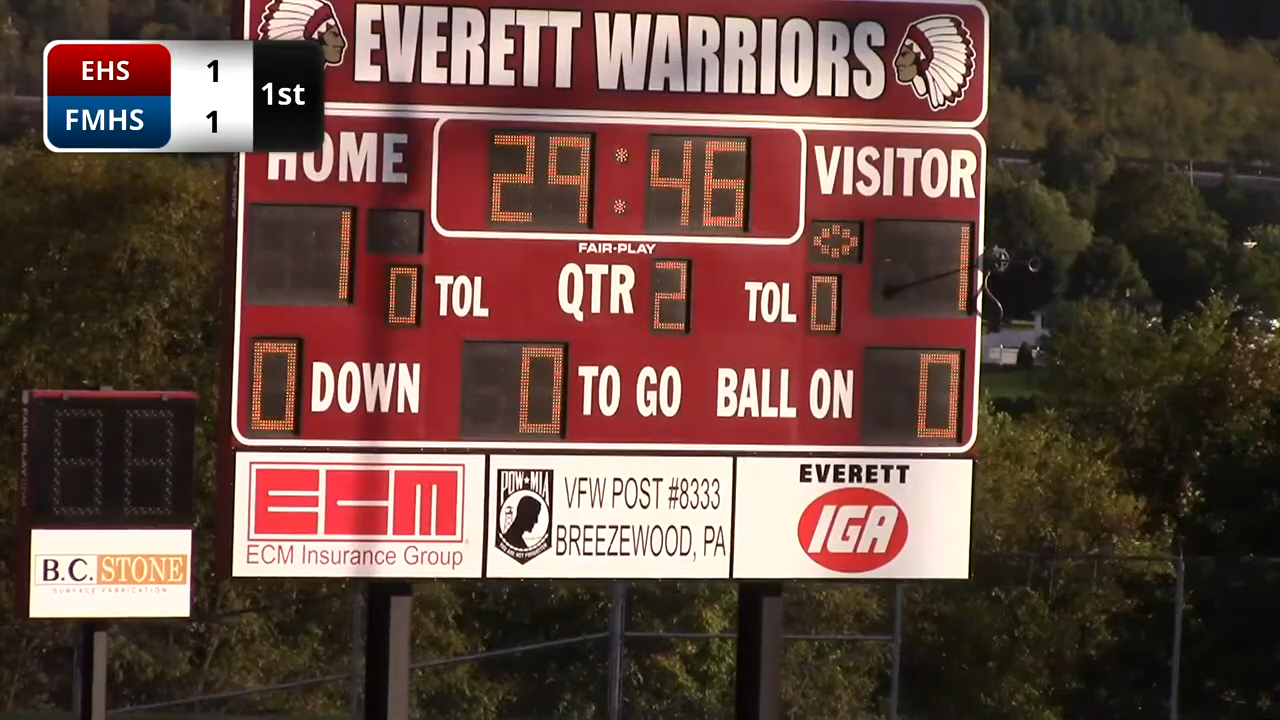 EVERETT WARRIORS
EHS 1
FMHS 1
1st
HOME 29:46 VISITOR
FAIR-PLAY
1 1
0 TOL QTR 2 TOL 0
0 DOWN 0 TO GO BALL ON 0
ECM
ECM Insurance Group
POW★MIA
VFW POST #8333
BREEZEWOOD, PA
EVERETT
IGA
B.C. STONE
SURFACE FABRICATION